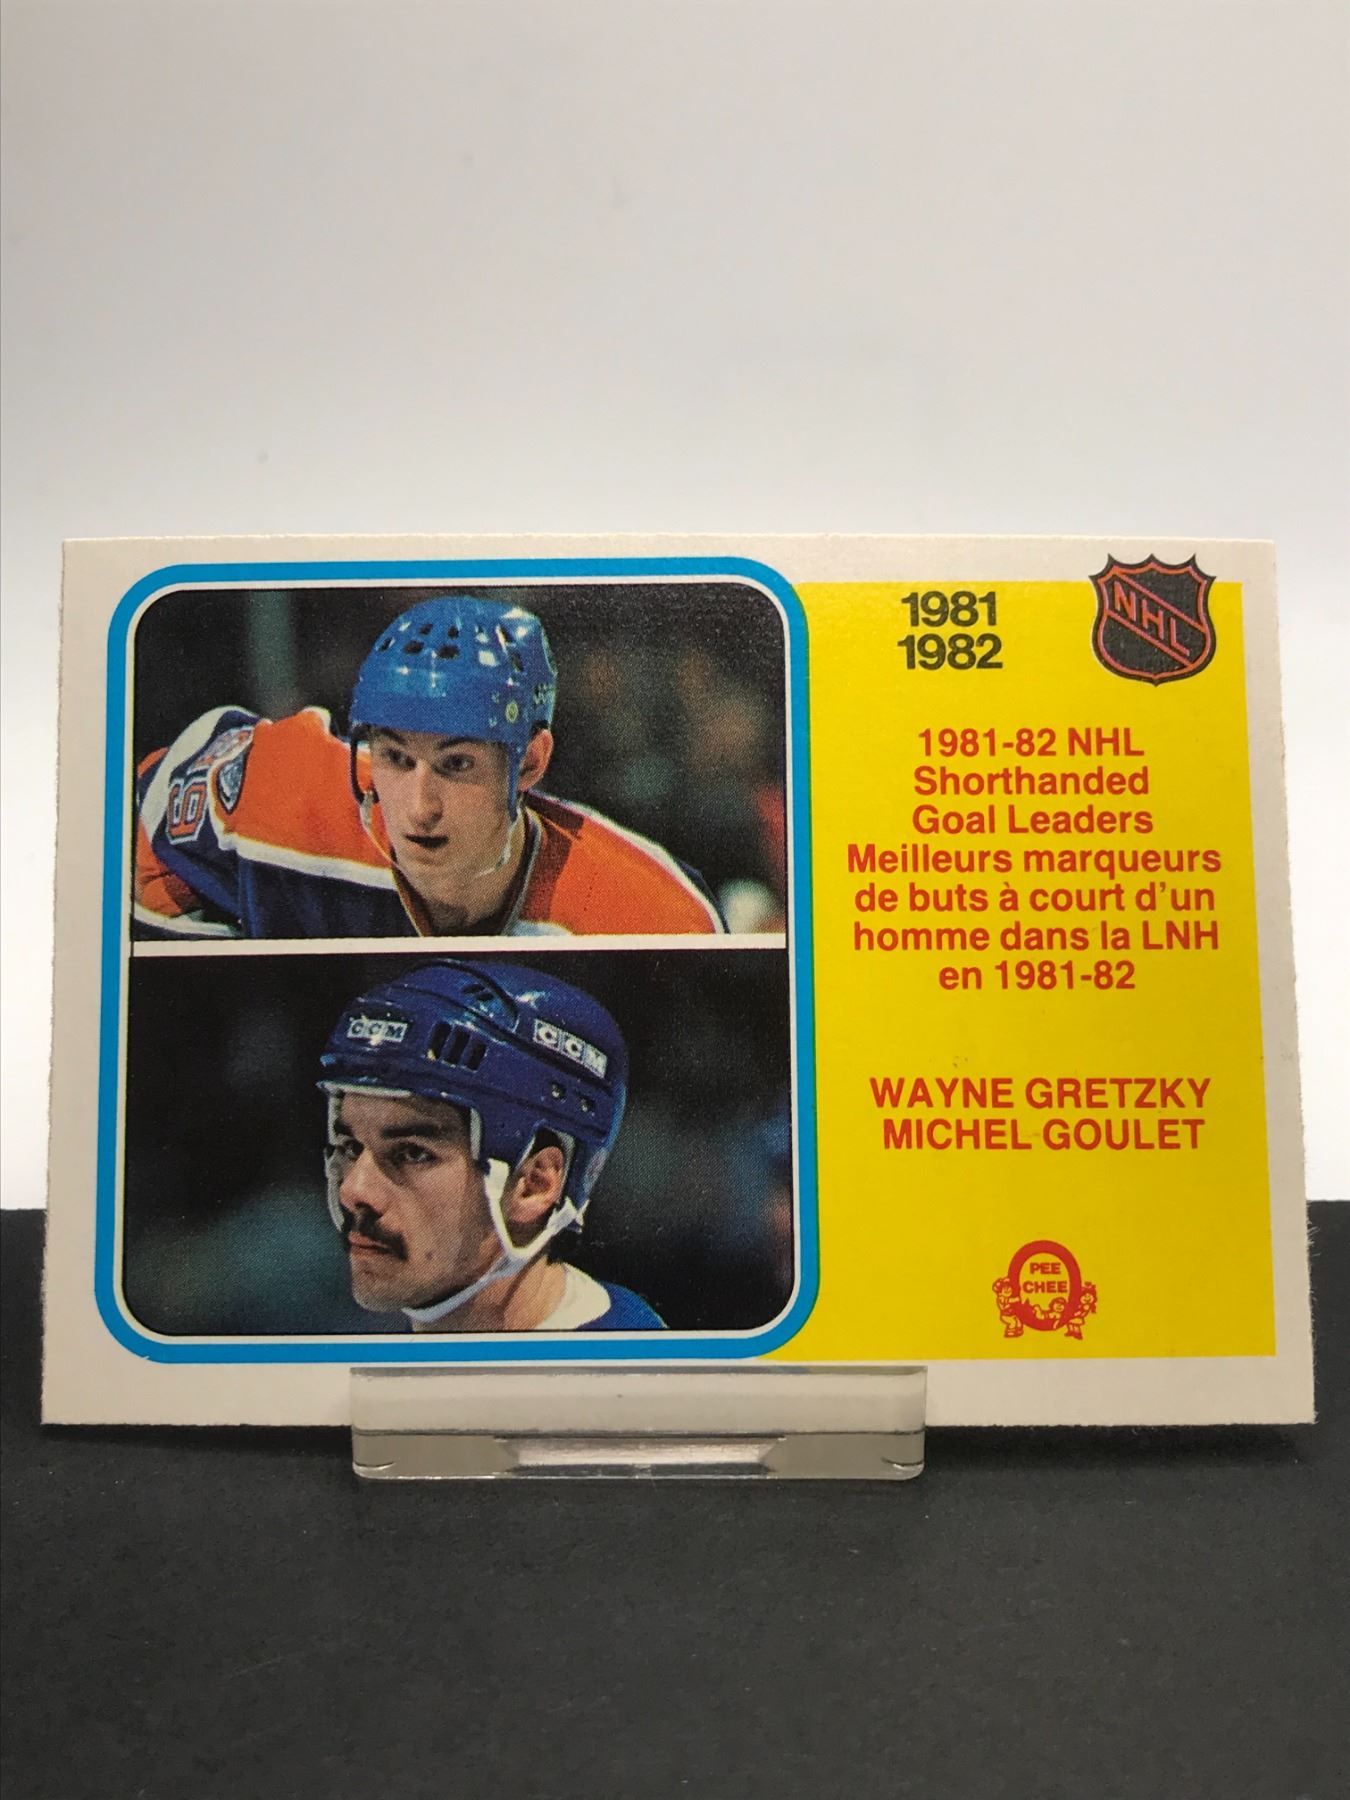 1981
1982
NHL
1981-82 NHL
Shorthanded
Goal Leaders
Meilleurs marqueurs
de buts à court d'un
homme dans la LNH
en 1981-82
WAYNE GRETZKY
MICHEL GOULET
PEE
CHEE
CCM
CCM